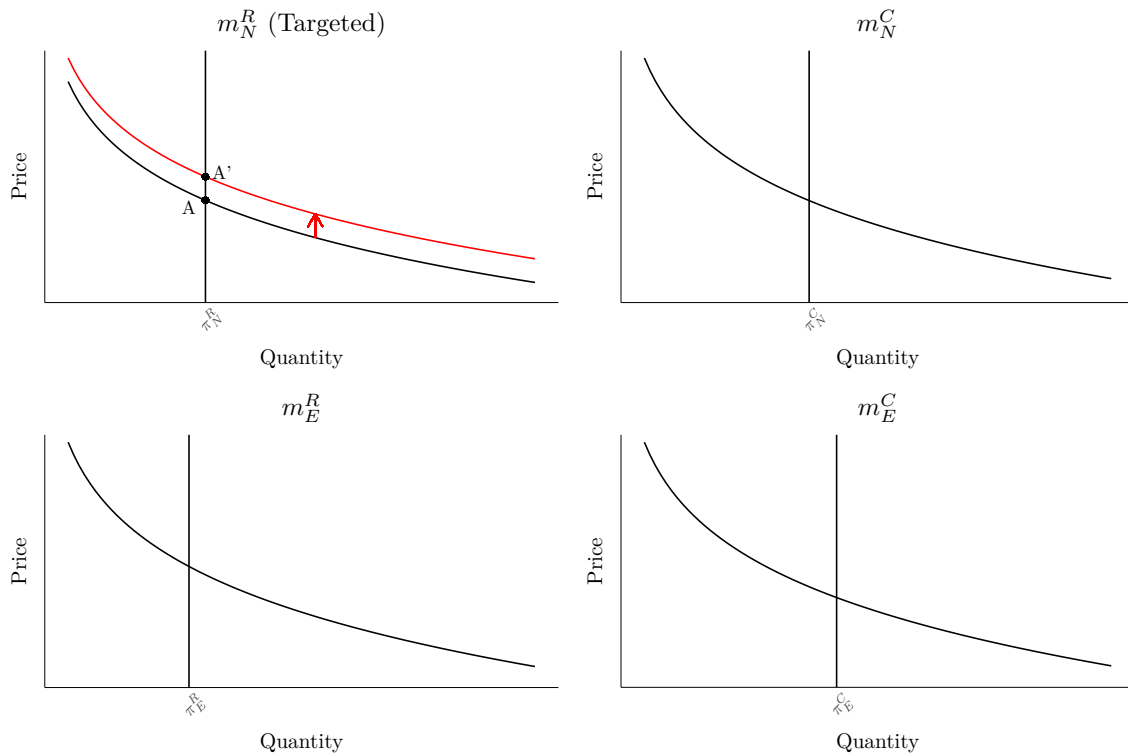 m_N^R (Targeted)
Price
A'
A
π_N^R
Quantity
m_N^C
Price
π_N^C
Quantity
m_E^R
Price
π_E^R
Quantity
m_E^C
Price
π_E^C
Quantity